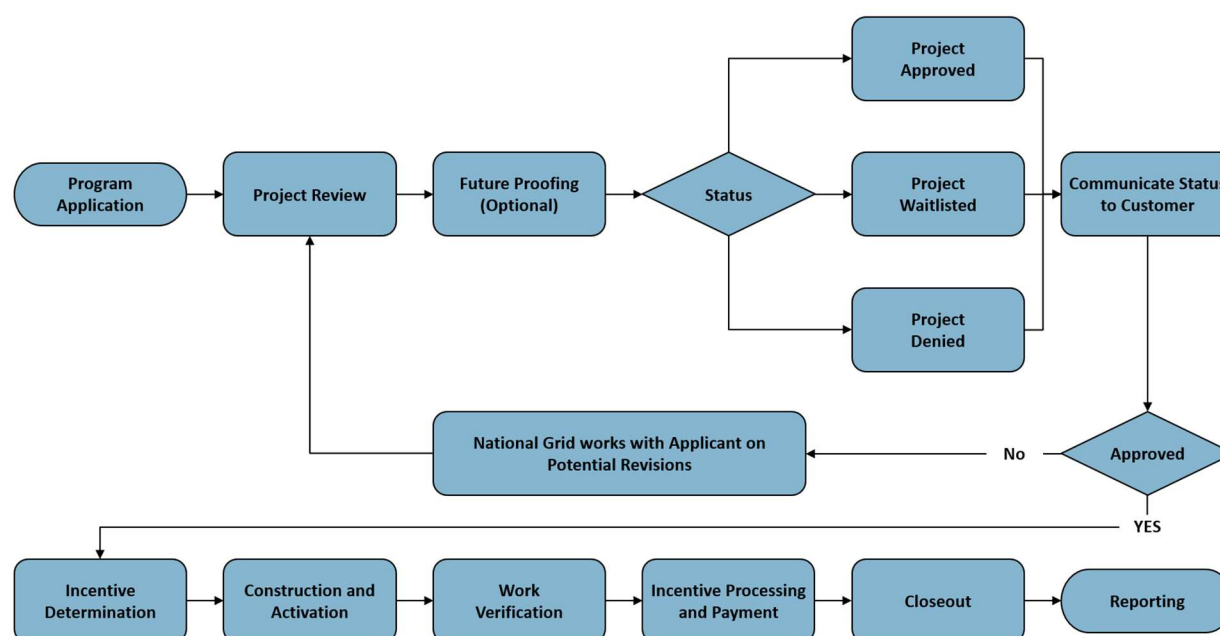 Project
Approved
Program
Application
Project Review
Future Proofing
(Optional)
Status
Project
Waitlisted
Communicate Status
to Customer
Project
Denied
National Grid works with Applicant on
Potential Revisions
No
Approved
YES
Incentive
Determination
Construction and
Activation
Work
Verification
Incentive Processing
and Payment
Closeout
Reporting